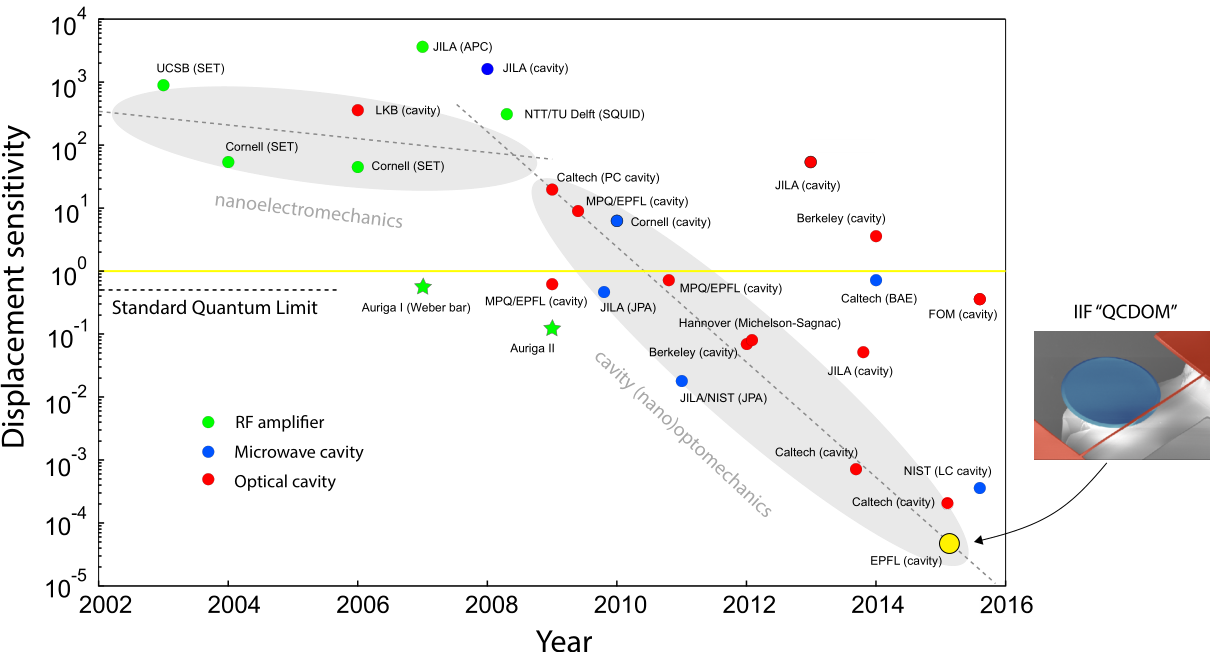 10^4
10^3
10^2
10^1
10^0
10^-1
10^-2
10^-3
10^-4
10^-5
Displacement sensitivity
2002 2004 2006 2008 2010 2012 2014 2016
Year
JILA (APC)
UCSB (SET)
JILA (cavity)
LKB (cavity)
NTT/TU Delft (SQUID)
Cornell (SET)
Cornell (SET)
nanoelectromechanics
Caltech (PC cavity)
MPQ/EPFL (cavity)
Cornell (cavity)
JILA (cavity)
Berkeley (cavity)
Standard Quantum Limit
Auriga I (Weber bar)
MPQ/EPFL (cavity)
JILA (JPA)
MPQ/EPFL (cavity)
Caltech (BAE)
FOM (cavity)
Auriga II
Hannover (Michelson-Sagnac)
Berkeley (cavity)
JILA (cavity)
JILA/NIST (JPA)
cavity (nano)optomechanics
RF amplifier
Microwave cavity
Optical cavity
Caltech (cavity)
NIST (LC cavity)
Caltech (cavity)
EPFL (cavity)
IIF “QCDOM”